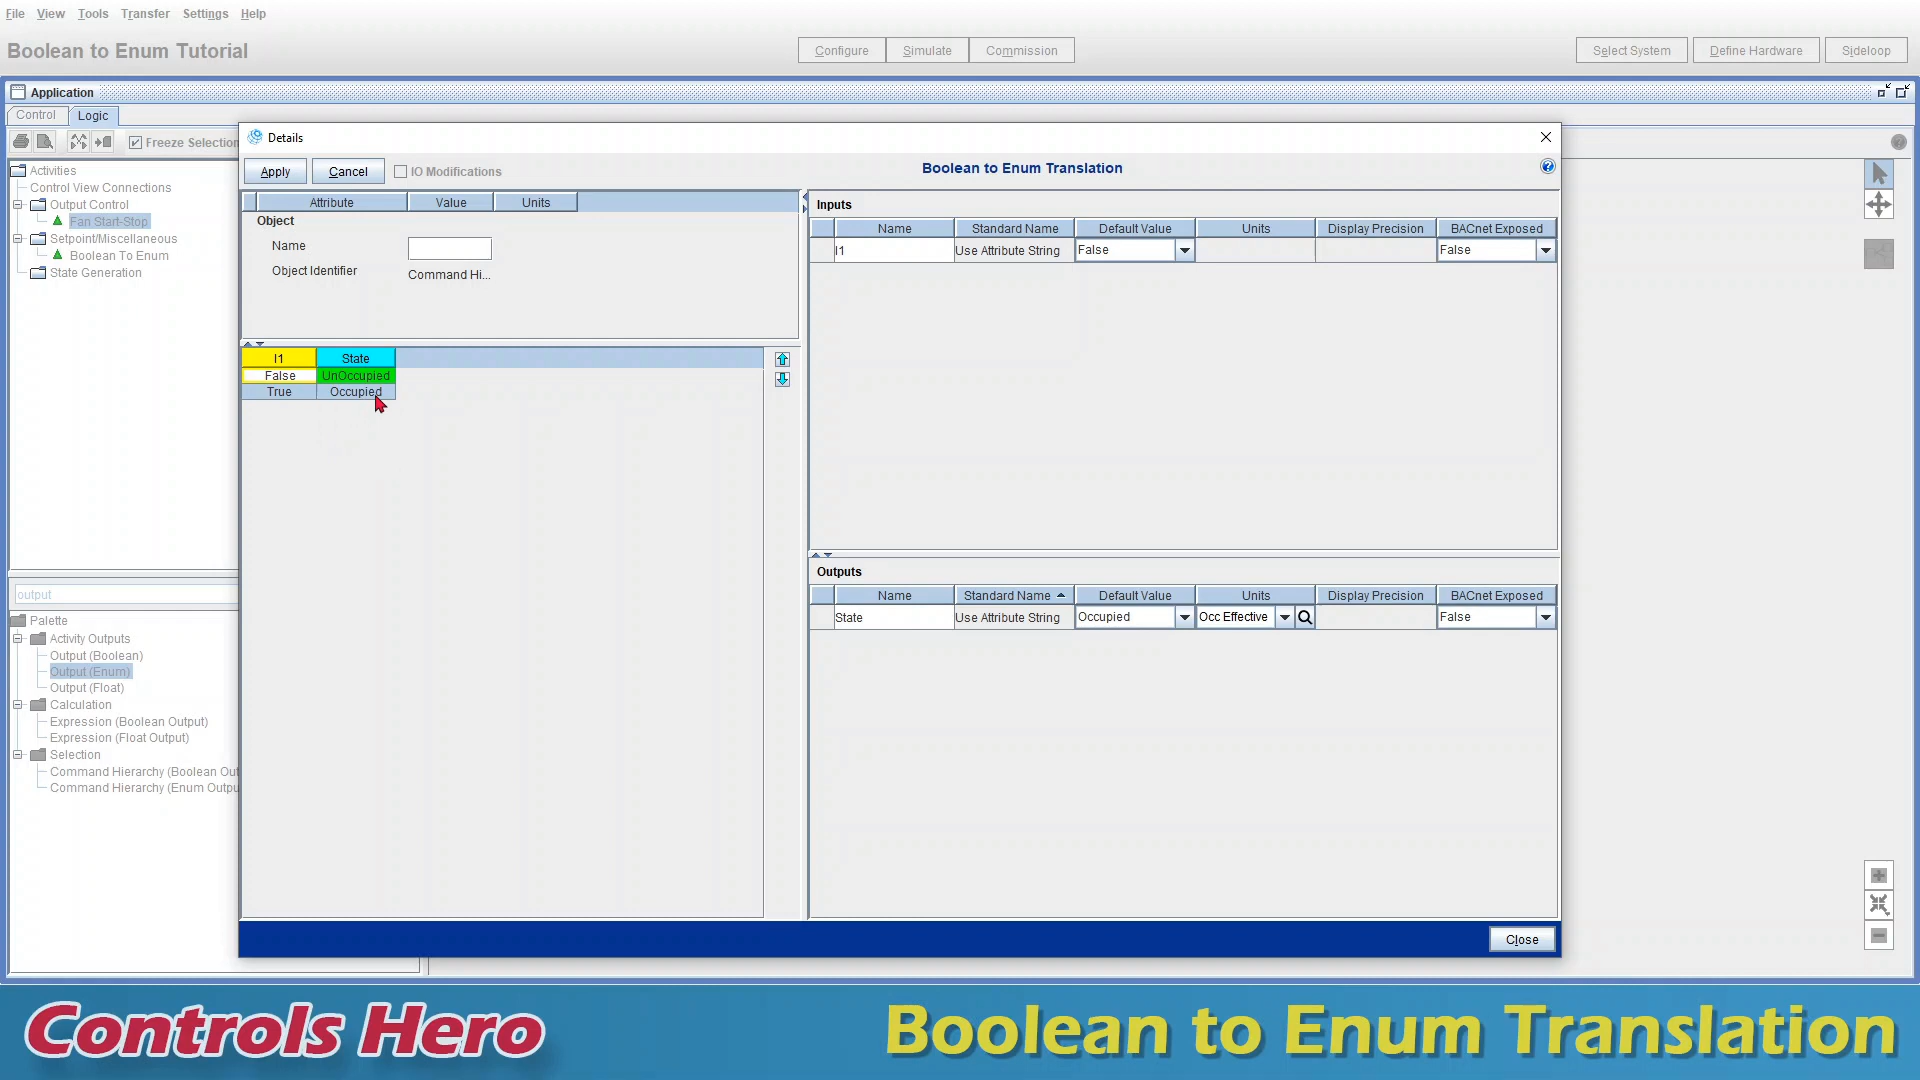 File View Tools Transfer Settings Help
Boolean to Enum Tutorial
Configure Simulate Commission
Select System Define Hardware Sideloop
Application
Control Logic
Freeze Selection
Details
Apply Cancel IO Modifications
Boolean to Enum Translation
Activities
Control View Connections
Output Control
Fan Start-Stop
Setpoint/Miscellaneous
Boolean To Enum
State Generation
output
Palette
Activity Outputs
Output (Boolean)
Output (Enum)
Output (Float)
Calculation
Expression (Boolean Output)
Expression (Float Output)
Selection
Command Hierarchy (Boolean Out
Command Hierarchy (Enum Outpu
Attribute Value Units
Object
Name
Object Identifier Command Hi...
I1 State
False UnOccupied
True Occupied
Inputs
Name Standard Name Default Value Units Display Precision BACnet Exposed
I1 Use Attribute String False False
Outputs
Name Standard Name Default Value Units Display Precision BACnet Exposed
State Use Attribute String Occupied Occ Effective False
Close
Controls Hero
Boolean to Enum Translation